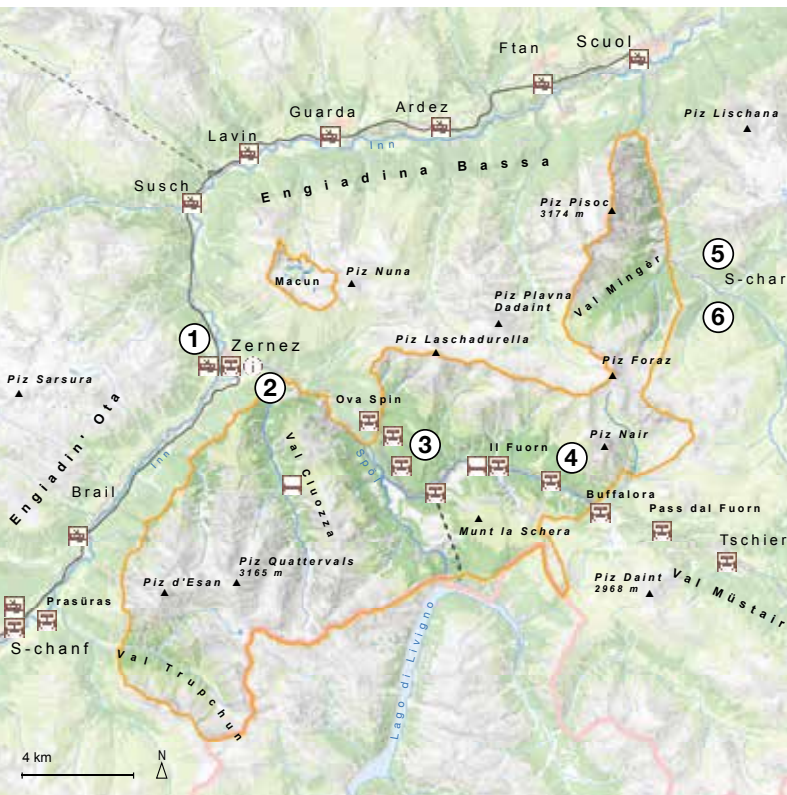 Scuol
Ftan
Piz Lischana
Ardez
Guarda
Lavin
Inn
Engiadina Bassa
Susch
Piz Pisoc
3174 m
5
S-char
Macun
Piz Nuna
Val Mingèr
Piz Plavna
Dadaint
6
1
Zernez
i
Piz Laschadurella
Piz Foraz
Piz Sarsura
2
Ova Spin
Engiadin' Ota
Inn
Val Cluozza
Spöl
3
Il Fuorn
4
Piz Nair
Brail
Buffalora
Pass dal Fuorn
Munt la Schera
Tschier
Piz Quattervals
3165 m
Piz d'Esan
Piz Daint
2968 m
Val Müstair
Prasüras
S-chanf
Val Trupchun
Lago di Livigno
4 km
N